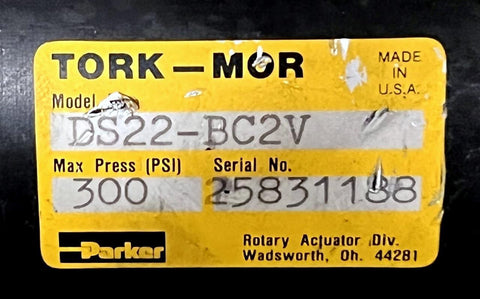 TORK-MOR
MADE
IN
U.S.A.
Model
DS22-BC2V
Max Press (PSI) Serial No.
300 25831188
Parker
Rotary Actuator Div.
Wadsworth, Oh. 44281